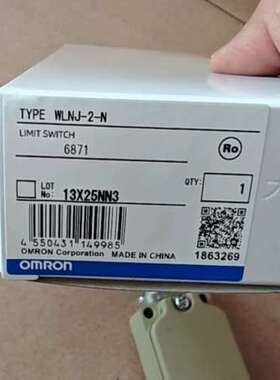 TYPE WLNJ-2-N
LIMIT SWITCH
6871
Ro
LOT No: 13X25NN3
QTY: 1
4 550431 149985
1863269
OMRON Corporation MADE IN CHINA
OMRON